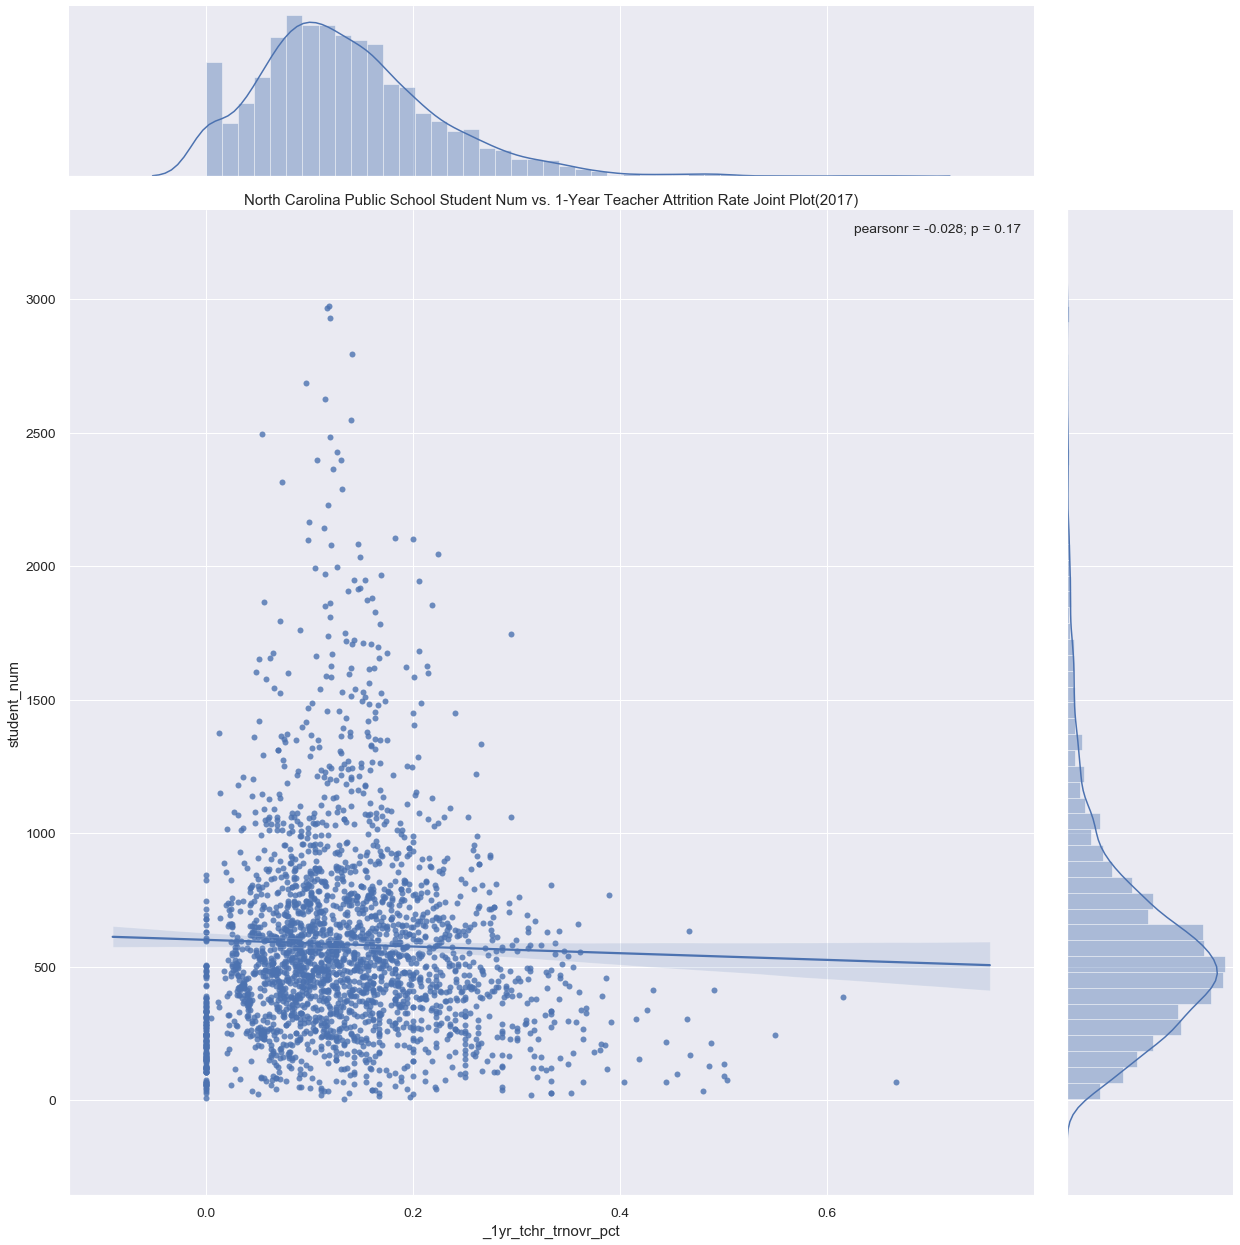 North Carolina Public School Student Num vs. 1-Year Teacher Attrition Rate Joint Plot(2017)
pearsonr = -0.028; p = 0.17
3000
2500
2000
1500
1000
500
0
student_num
0.0 0.2 0.4 0.6
_1yr_tchr_trnovr_pct